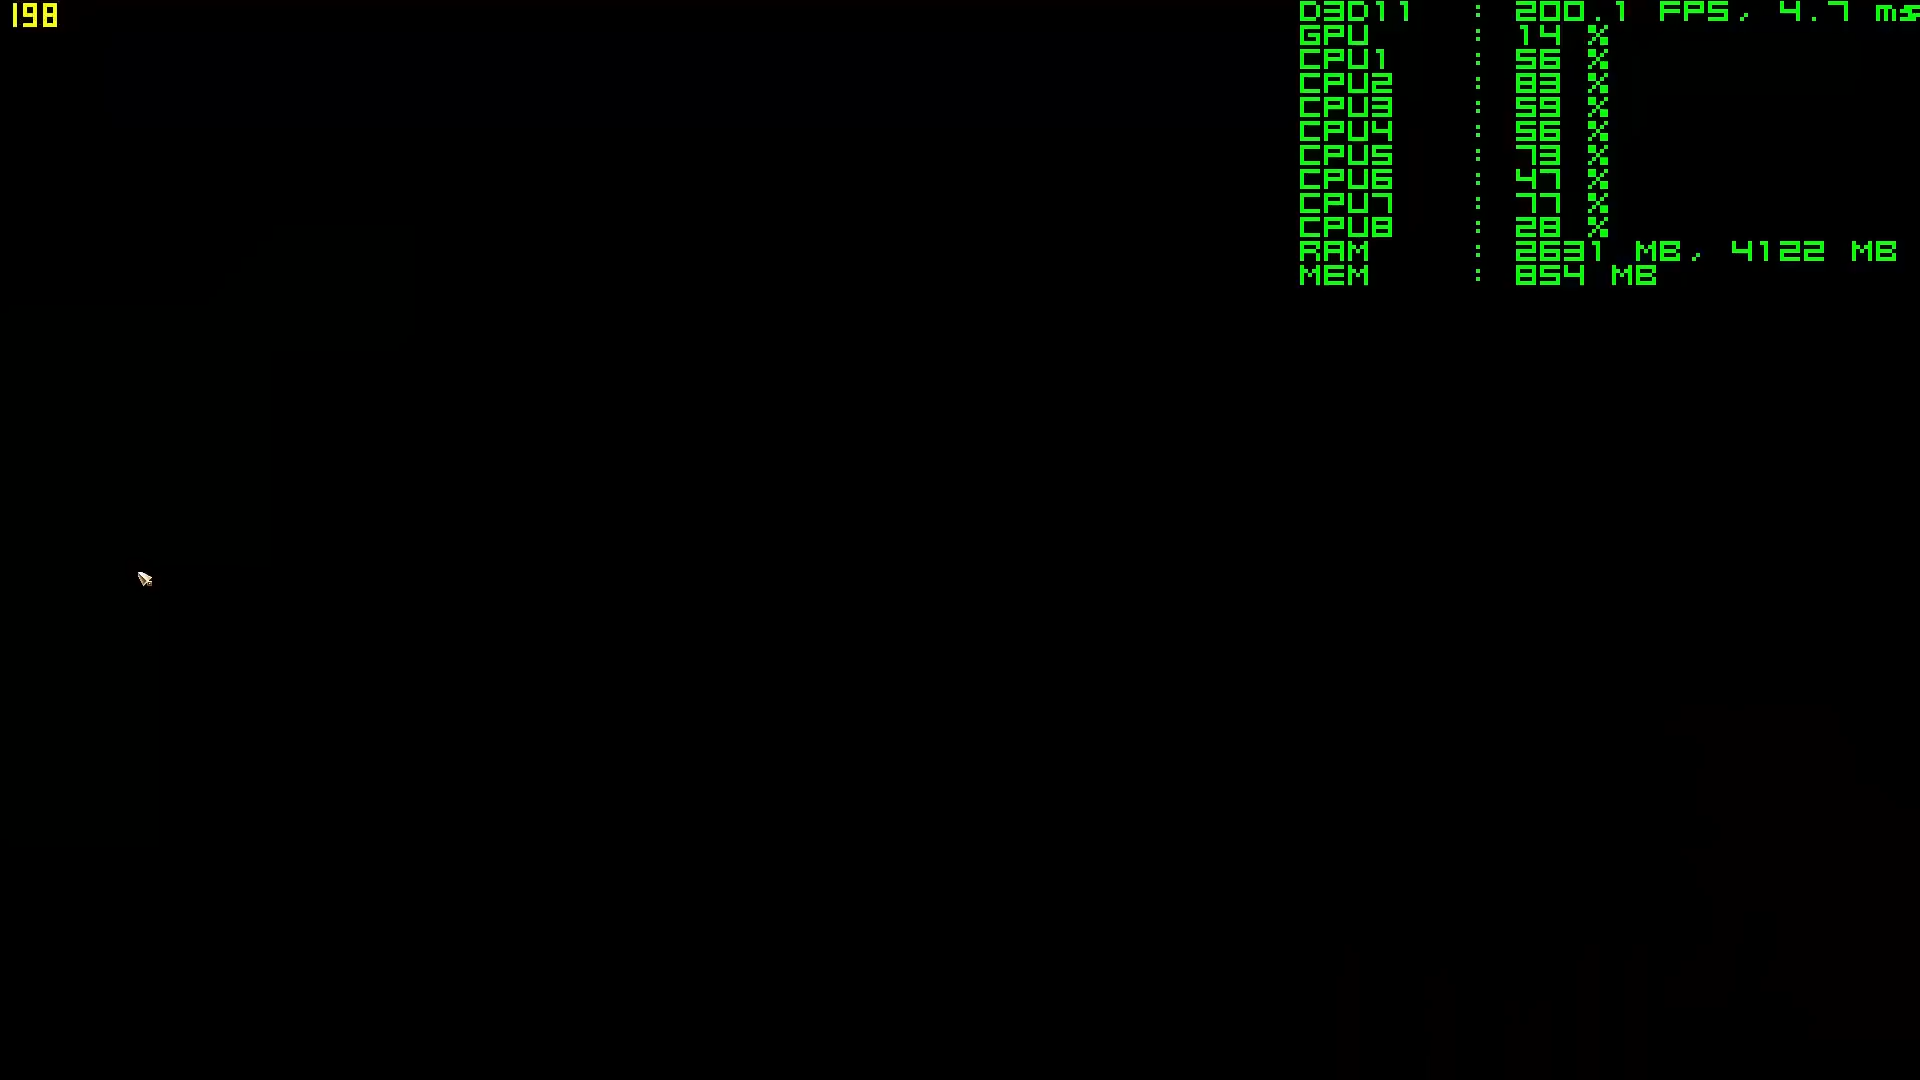 198
D3D11 : 200.1 FPS, 4.7 ms
GPU : 14 %
CPU1 : 56 %
CPU2 : 83 %
CPU3 : 59 %
CPU4 : 56 %
CPU5 : 73 %
CPU6 : 47 %
CPU7 : 77 %
CPU8 : 28 %
RAM : 2631 MB, 4122 MB
MEM : 854 MB